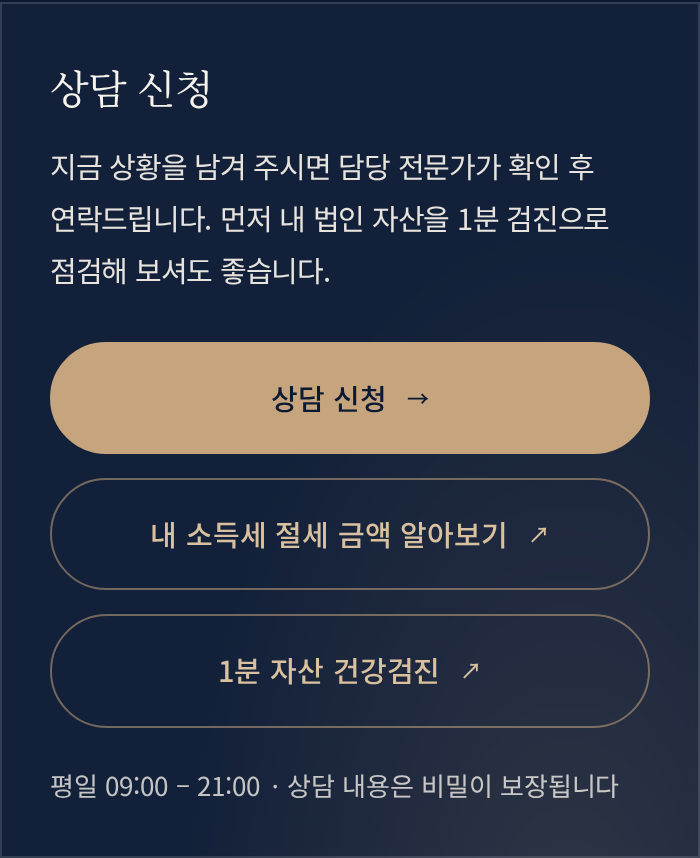 상담 신청
지금 상황을 남겨 주시면 담당 전문가가 확인 후
연락드립니다. 먼저 내 법인 자산을 1분 검진으로
점검해 보셔도 좋습니다.
상담 신청 →
내 소득세 절세 금액 알아보기 ↗
1분 자산 건강검진 ↗
평일 09:00 – 21:00 · 상담 내용은 비밀이 보장됩니다